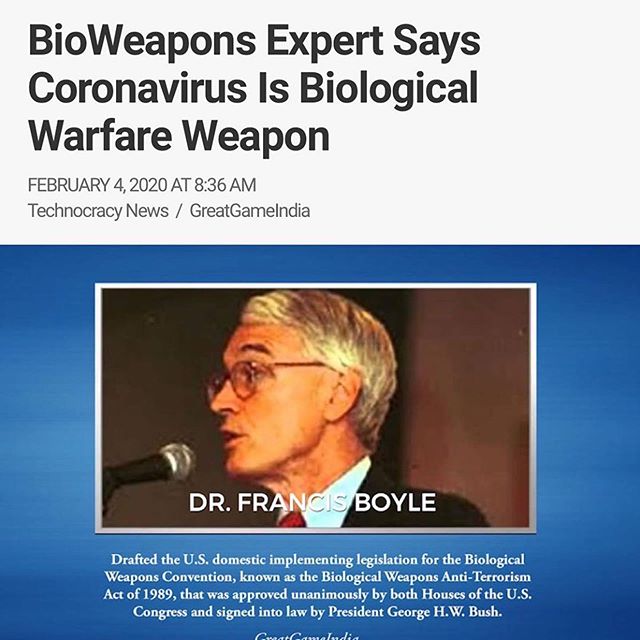 BioWeapons Expert Says
Coronavirus Is Biological
Warfare Weapon
FEBRUARY 4, 2020 AT 8:36 AM
Technocracy News / GreatGameIndia
DR. FRANCIS BOYLE
Drafted the U.S. domestic implementing legislation for the Biological
Weapons Convention, known as the Biological Weapons Anti-Terrorism
Act of 1989, that was approved unanimously by both Houses of the U.S.
Congress and signed into law by President George H.W. Bush.
GreatGameIndia